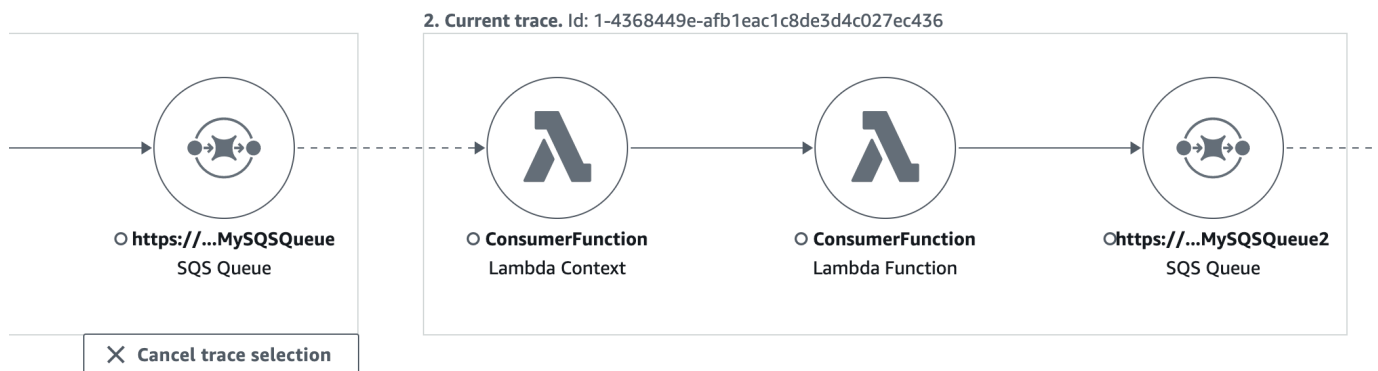 2. Current trace. Id: 1-4368449e-afb1eac1c8de3d4c027ec436
https://...MySQSQueue
SQS Queue
ConsumerFunction
Lambda Context
ConsumerFunction
Lambda Function
https://...MySQSQueue2
SQS Queue
Cancel trace selection